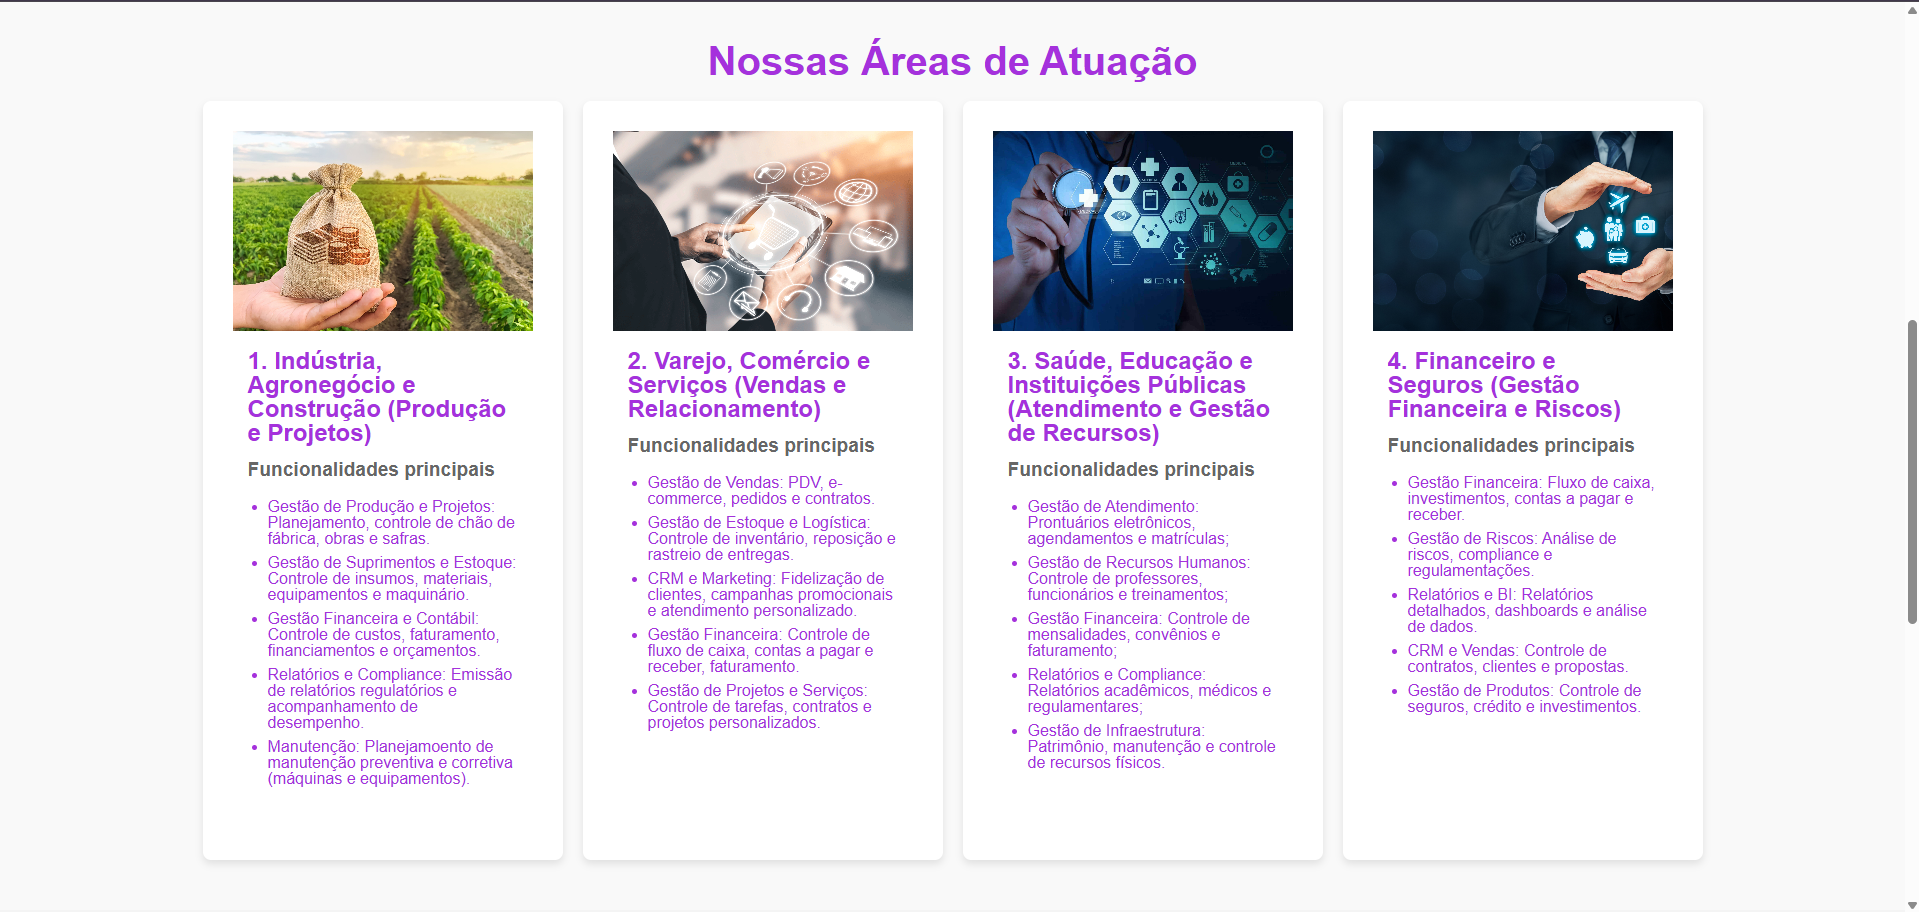 Nossas Áreas de Atuação
1. Indústria,
Agronegócio e
Construção (Produção
e Projetos)
Funcionalidades principais
• Gestão de Produção e Projetos:
Planejamento, controle de chão de
fábrica, obras e safras.
• Gestão de Suprimentos e Estoque:
Controle de insumos, materiais,
equipamentos e maquinário.
• Gestão Financeira e Contábil:
Controle de custos, faturamento,
financiamentos e orçamentos.
• Relatórios e Compliance: Emissão
de relatórios regulatórios e
acompanhamento de
desempenho.
• Manutenção: Planejamoento de
manutenção preventiva e corretiva
(máquinas e equipamentos).
2. Varejo, Comércio e
Serviços (Vendas e
Relacionamento)
Funcionalidades principais
• Gestão de Vendas: PDV, e-
commerce, pedidos e contratos.
• Gestão de Estoque e Logística:
Controle de inventário, reposição e
rastreio de entregas.
• CRM e Marketing: Fidelização de
clientes, campanhas promocionais
e atendimento personalizado.
• Gestão Financeira: Controle de
fluxo de caixa, contas a pagar e
receber, faturamento.
• Gestão de Projetos e Serviços:
Controle de tarefas, contratos e
projetos personalizados.
3. Saúde, Educação e
Instituições Públicas
(Atendimento e Gestão
de Recursos)
Funcionalidades principais
• Gestão de Atendimento:
Prontuários eletrônicos,
agendamentos e matrículas;
• Gestão de Recursos Humanos:
Controle de professores,
funcionários e treinamentos;
• Gestão Financeira: Controle de
mensalidades, convênios e
faturamento;
• Relatórios e Compliance:
Relatórios acadêmicos, médicos e
regulamentares;
• Gestão de Infraestrutura:
Patrimônio, manutenção e controle
de recursos físicos.
4. Financeiro e
Seguros (Gestão
Financeira e Riscos)
Funcionalidades principais
• Gestão Financeira: Fluxo de caixa,
investimentos, contas a pagar e
receber.
• Gestão de Riscos: Análise de
riscos, compliance e
regulamentações.
• Relatórios e BI: Relatórios
detalhados, dashboards e análise
de dados.
• CRM e Vendas: Controle de
contratos, clientes e propostas.
• Gestão de Produtos: Controle de
seguros, crédito e investimentos.